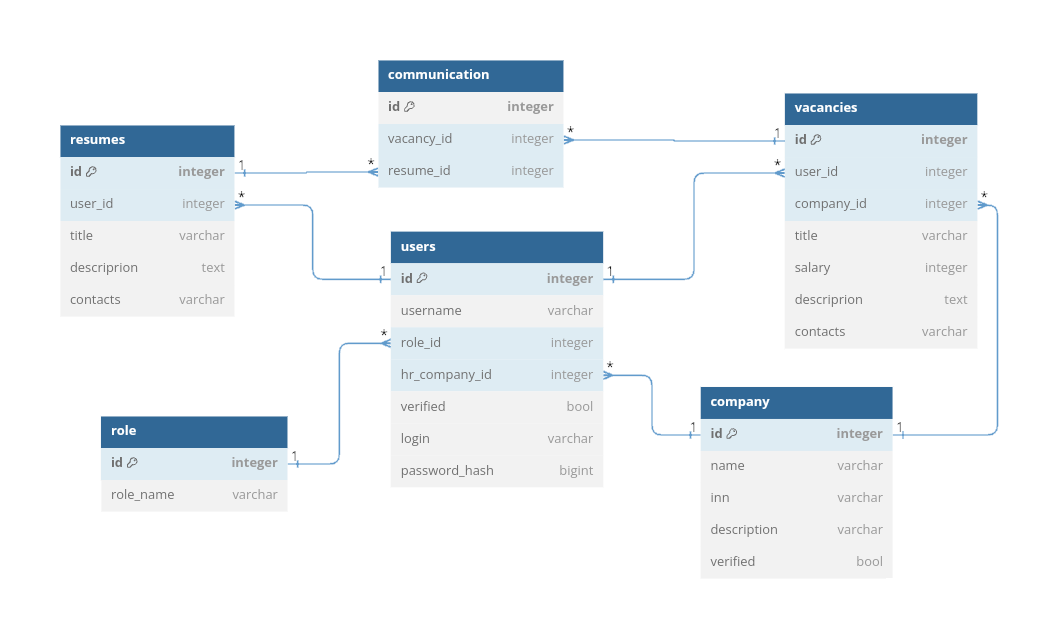 communication
id integer
vacancy_id integer
resume_id integer
vacancies
id integer
user_id integer
company_id integer
title varchar
salary integer
descriprion text
contacts varchar
resumes
id integer
user_id integer
title varchar
descriprion text
contacts varchar
users
id integer
username varchar
role_id integer
hr_company_id integer
verified bool
login varchar
password_hash bigint
company
id integer
name varchar
inn varchar
description varchar
verified bool
role
id integer
role_name varchar
1 *
* 1
* 1
1 *
1 *
* 1
* 1